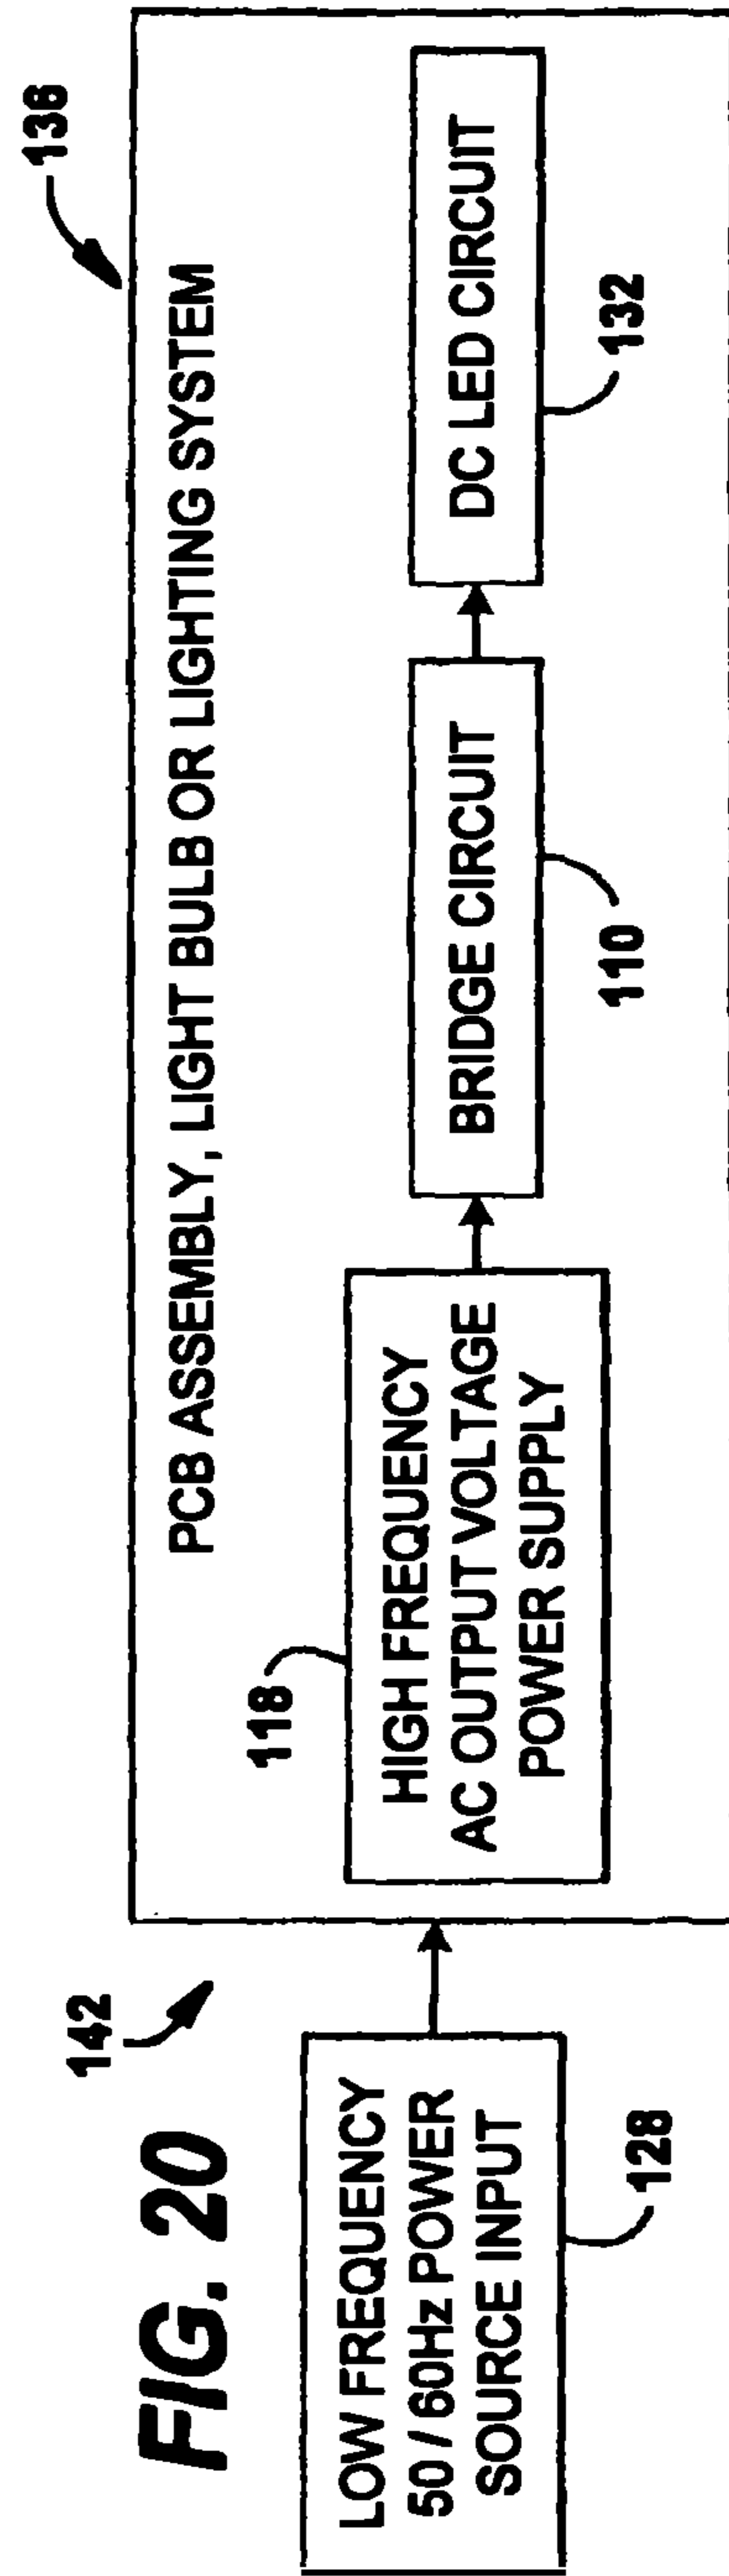 FIG. 20
142
136
PCB ASSEMBLY, LIGHT BULB OR LIGHTING SYSTEM
LOW FREQUENCY
50 / 60Hz POWER
SOURCE INPUT
128
118
HIGH FREQUENCY
AC OUTPUT VOLTAGE
POWER SUPPLY
BRIDGE CIRCUIT
110
DC LED CIRCUIT
132